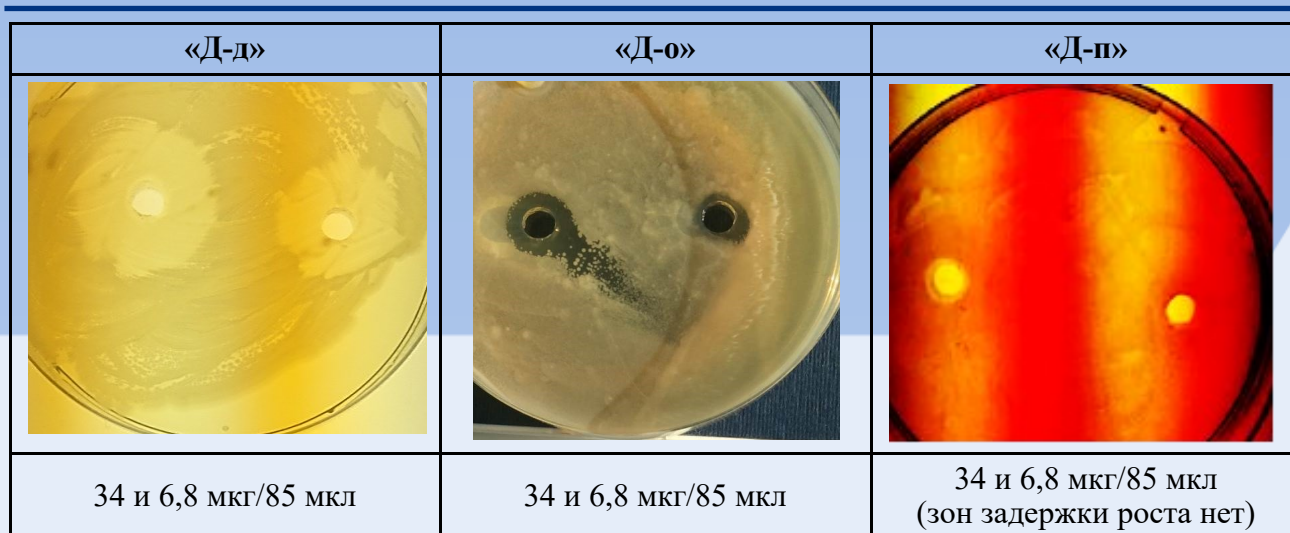 «Д-д»
«Д-о»
«Д-п»
34 и 6,8 мкг/85 мкл
34 и 6,8 мкг/85 мкл
34 и 6,8 мкг/85 мкл
(зон задержки роста нет)